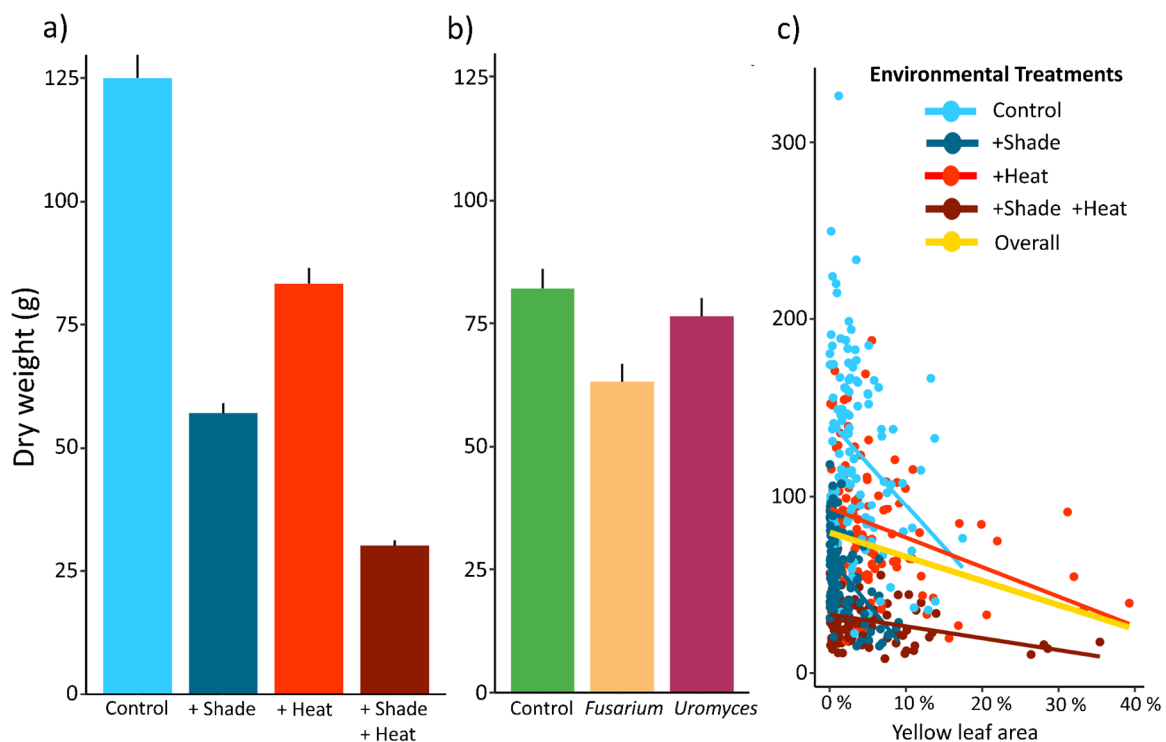 a)
Dry weight (g)
125
100
75
50
25
0
Control
+ Shade
+ Heat
+ Shade
+ Heat
b)
125
100
75
50
25
0
Control
Fusarium
Uromyces
c)
Environmental Treatments
Control
+Shade
+Heat
+Shade +Heat
Overall
300
200
100
0
0 %
10 %
20 %
30 %
40 %
Yellow leaf area